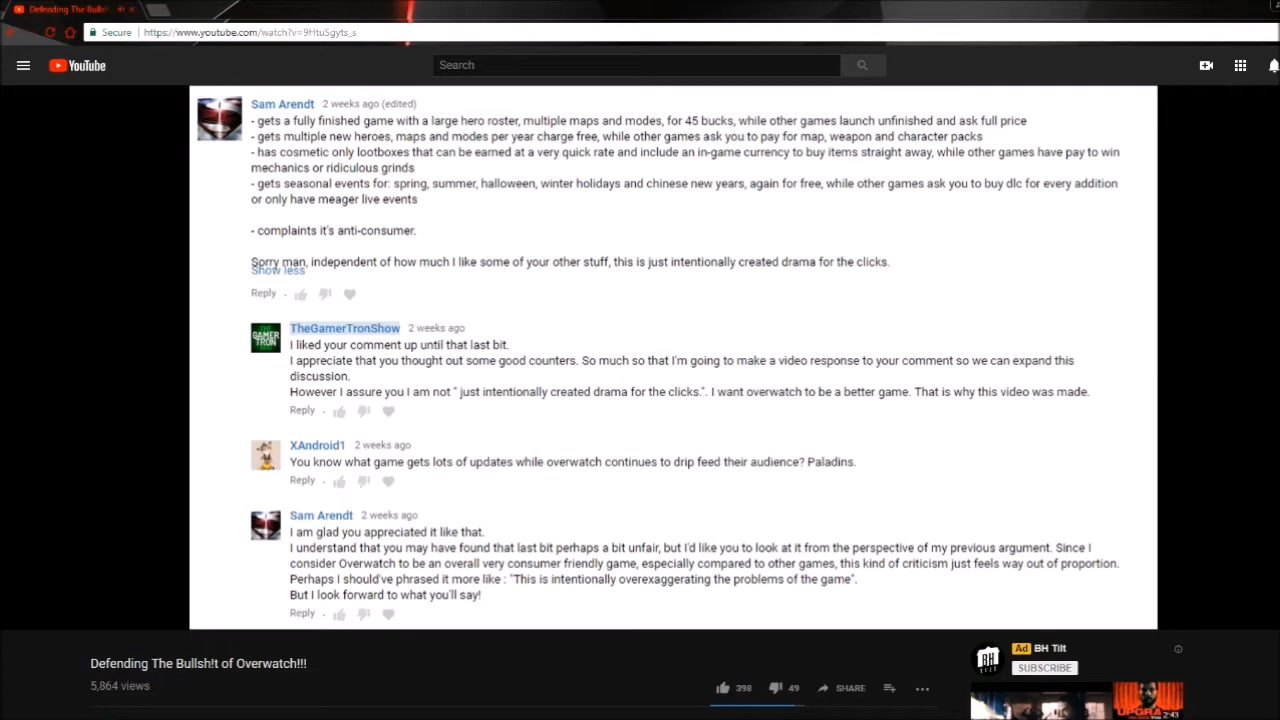 Defending The Bullsh!
Secure
https://www.youtube.com/watch?v=9HtuSgyts_s
YouTube
Search
Sam Arendt 2 weeks ago (edited)
- gets a fully finished game with a large hero roster, multiple maps and modes, for 45 bucks, while other games launch unfinished and ask full price
- gets multiple new heroes, maps and modes per year charge free, while other games ask you to pay for map, weapon and character packs
- has cosmetic only lootboxes that can be earned at a very quick rate and include an in-game currency to buy items straight away, while other games have pay to win
mechanics or ridiculous grinds
- gets seasonal events for: spring, summer, halloween, winter holidays and chinese new years, again for free, while other games ask you to buy dlc for every addition
or only have meager live events
- complaints it's anti-consumer.
Sorry man, independent of how much I like some of your other stuff, this is just intentionally created drama for the clicks.
Show less
Reply
TheGamerTronShow 2 weeks ago
THE GAMER TRON
I liked your comment up until that last bit.
I appreciate that you thought out some good counters. So much so that I'm going to make a video response to your comment so we can expand this
discussion.
However I assure you I am not " just intentionally created drama for the clicks.". I want overwatch to be a better game. That is why this video was made.
Reply
XAndroid1 2 weeks ago
You know what game gets lots of updates while overwatch continues to drip feed their audience? Paladins.
Reply
Sam Arendt 2 weeks ago
I am glad you appreciated it like that.
I understand that you may have found that last bit perhaps a bit unfair, but I'd like you to look at it from the perspective of my previous argument. Since I
consider Overwatch to be an overall very consumer friendly game, especially compared to other games, this kind of criticism just feels way out of proportion.
Perhaps I should've phrased it more like : "This is intentionally overexaggerating the problems of the game".
But I look forward to what you'll say!
Reply
Defending The Bullsh!t of Overwatch!!!
5,864 views
398
49
SHARE
BH TILT
Ad BH Tilt
SUBSCRIBE
UPGRA
2:43